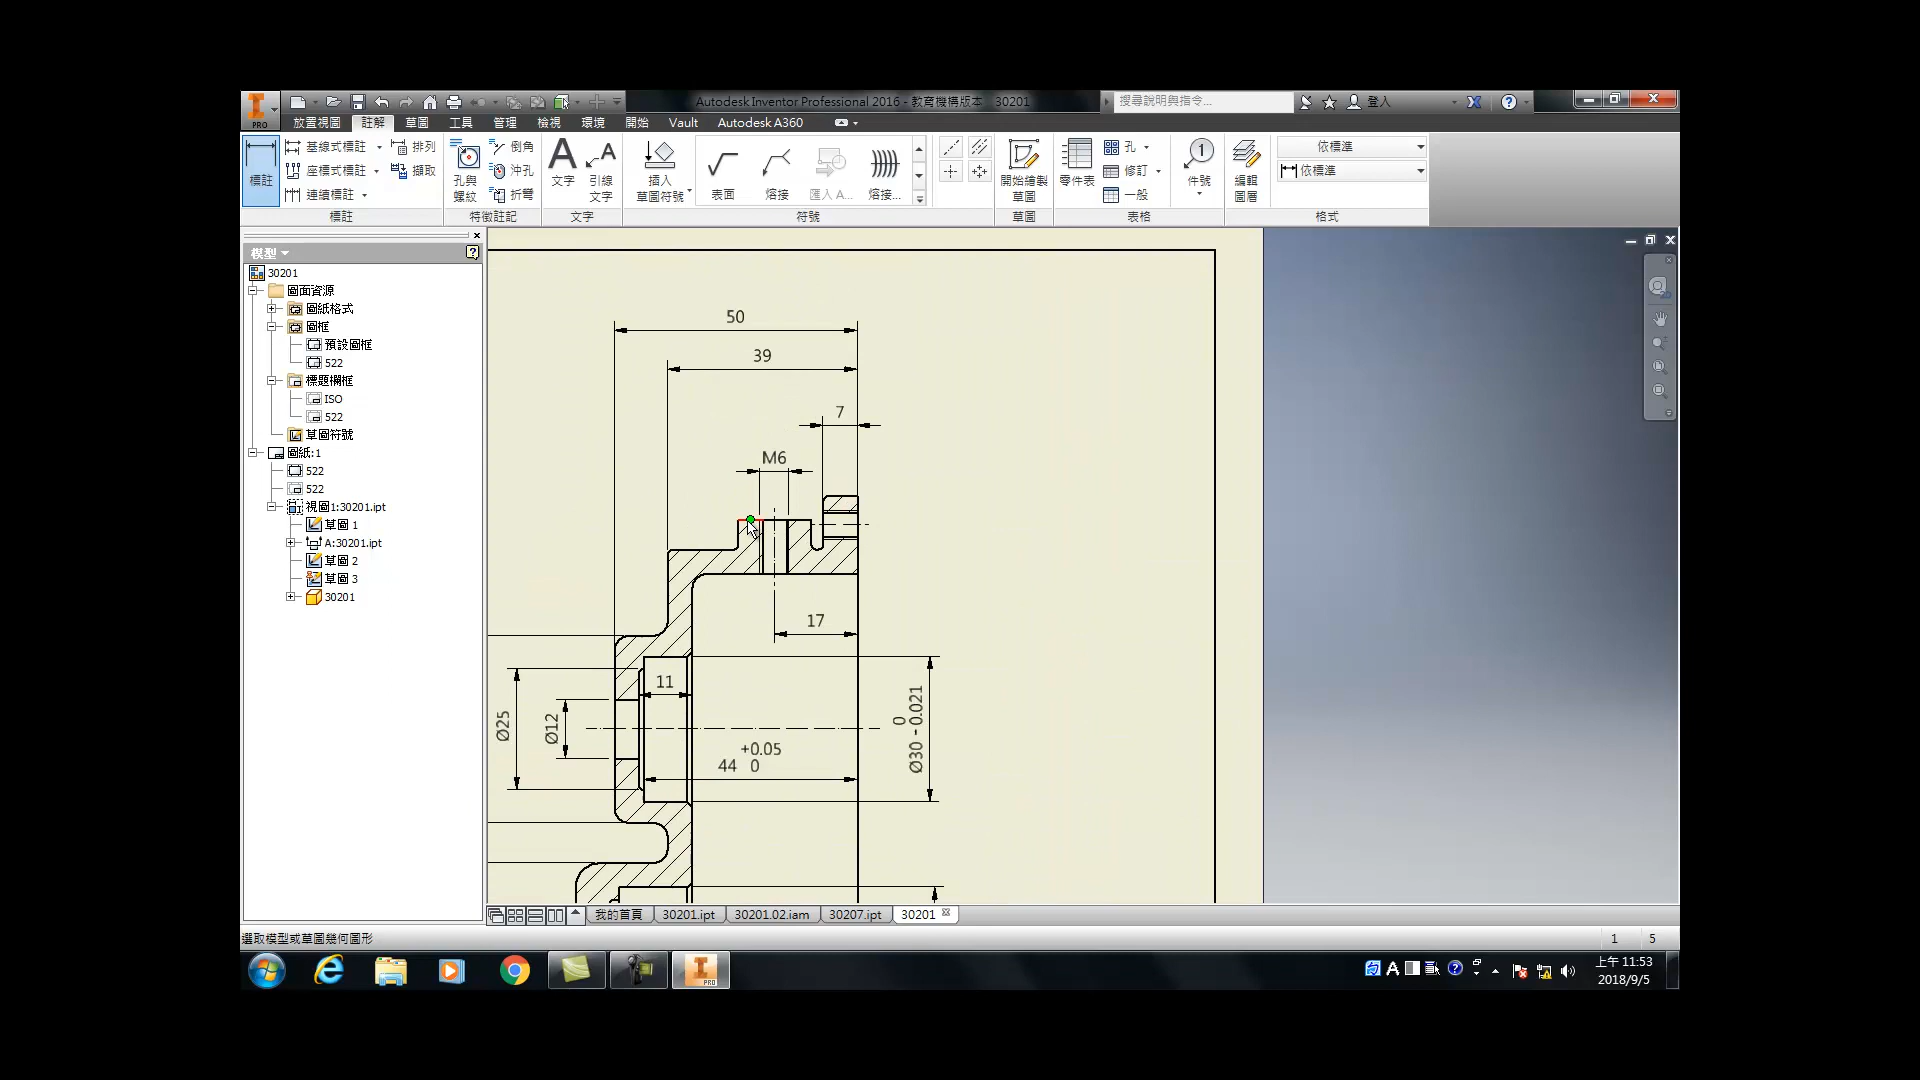 Autodesk Inventor Professional 2016 - 教育機構版本 30201
搜尋說明與指令...
登入
PRO
放置視圖 註解 草圖 工具 管理 檢視 環境 開始 Vault Autodesk A360
標註
基線式標註
座標式標註
連續標註
排列
擷取
標註
孔與
螺紋
倒角
沖孔
折彎
特徵註記
文字
引線
文字
文字
插入
草圖符號
表面
熔接
匯入 A...
熔接...
符號
開始繪製
草圖
草圖
零件表
孔
修訂
一般
表格
件號
編輯
圖層
依標準
依標準
格式
模型
30201
圖面資源
圖紙格式
圖框
預設圖框
522
標題欄框
ISO
522
草圖符號
圖紙:1
522
522
視圖1:30201.ipt
草圖 1
A:30201.ipt
草圖 2
草圖 3
30201
50
39
7
M6
17
11
Ø25
Ø12
+0.05
44 0
0
Ø30 - 0.021
我的首頁 30201.ipt 30201.02.iam 30207.ipt 30201
選取模型或草圖幾何圖形
1 5
上午 11:53
2018/9/5